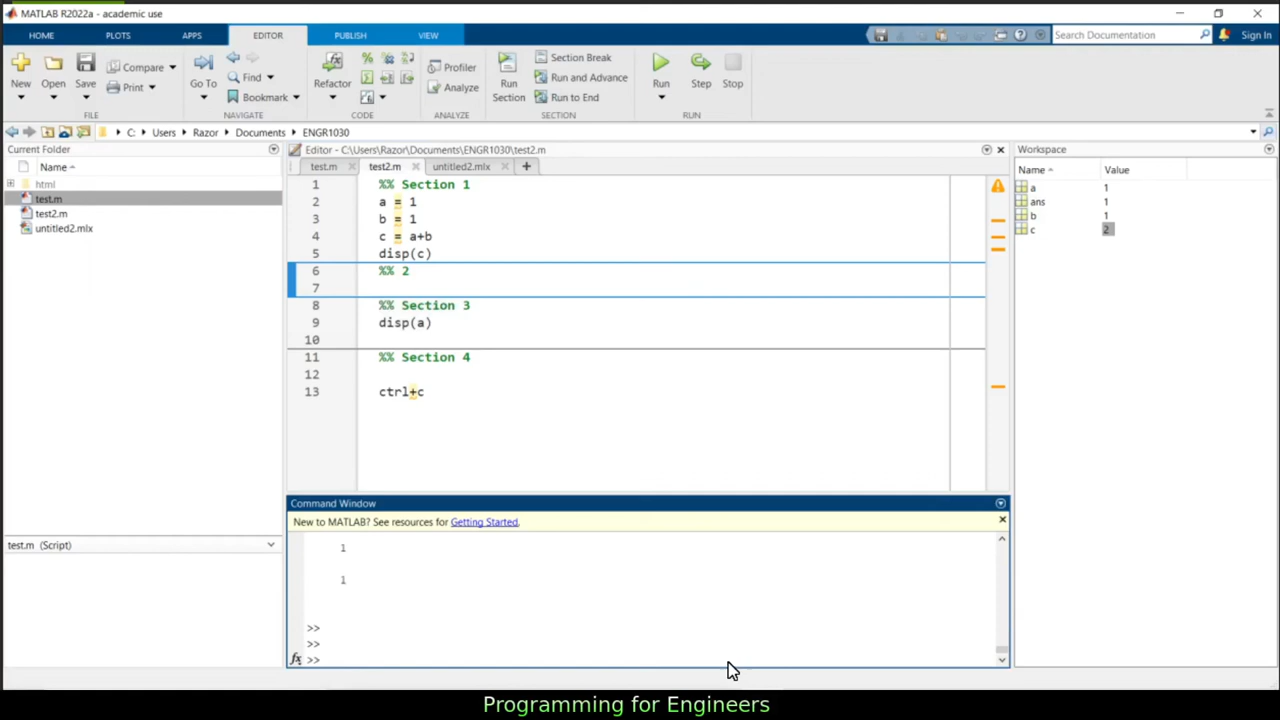 MATLAB R2022a - academic use
HOME PLOTS APPS EDITOR PUBLISH VIEW
Search Documentation Sign In
New Open Save Compare Print
Go To Find Bookmark
Refactor
Profiler Analyze
Run Section Section Break Run and Advance Run to End
Run Step Stop
FILE NAVIGATE CODE ANALYZE SECTION RUN
C: Users Razor Documents ENGR1030
Current Folder
Name
html
test.m
test2.m
untitled2.mlx
test.m (Script)
Editor - C:\Users\Razor\Documents\ENGR1030\test2.m
test.m test2.m untitled2.mlx +
1 %% Section 1
2 a = 1
3 b = 1
4 c = a+b
5 disp(c)
6 %% 2
7
8 %% Section 3
9 disp(a)
10
11 %% Section 4
12
13 ctrl+c
Command Window
New to MATLAB? See resources for Getting Started.
1
1
>>
>>
fx >>
Workspace
Name Value
a 1
ans 1
b 1
c 2
Programming for Engineers